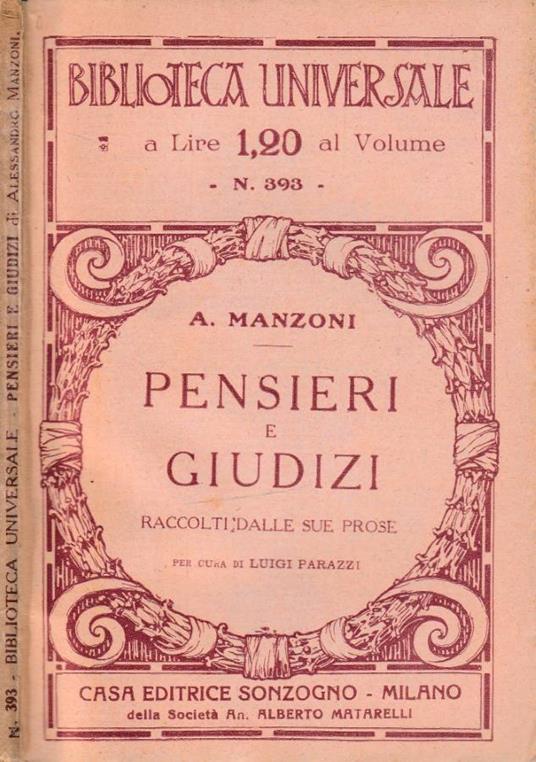 BIBLIOTECA UNIVERSALE
a Lire 1,20 al Volume
- N. 393 -
A. MANZONI
PENSIERI
E
GIUDIZI
RACCOLTI DALLE SUE PROSE
PER CURA DI LUIGI PARAZZI
CASA EDITRICE SONZOGNO - MILANO
della Società An. ALBERTO MATARELLI
N. 393 - BIBLIOTECA UNIVERSALE - PENSIERI E GIUDIZI di ALESSANDRO MANZONI.